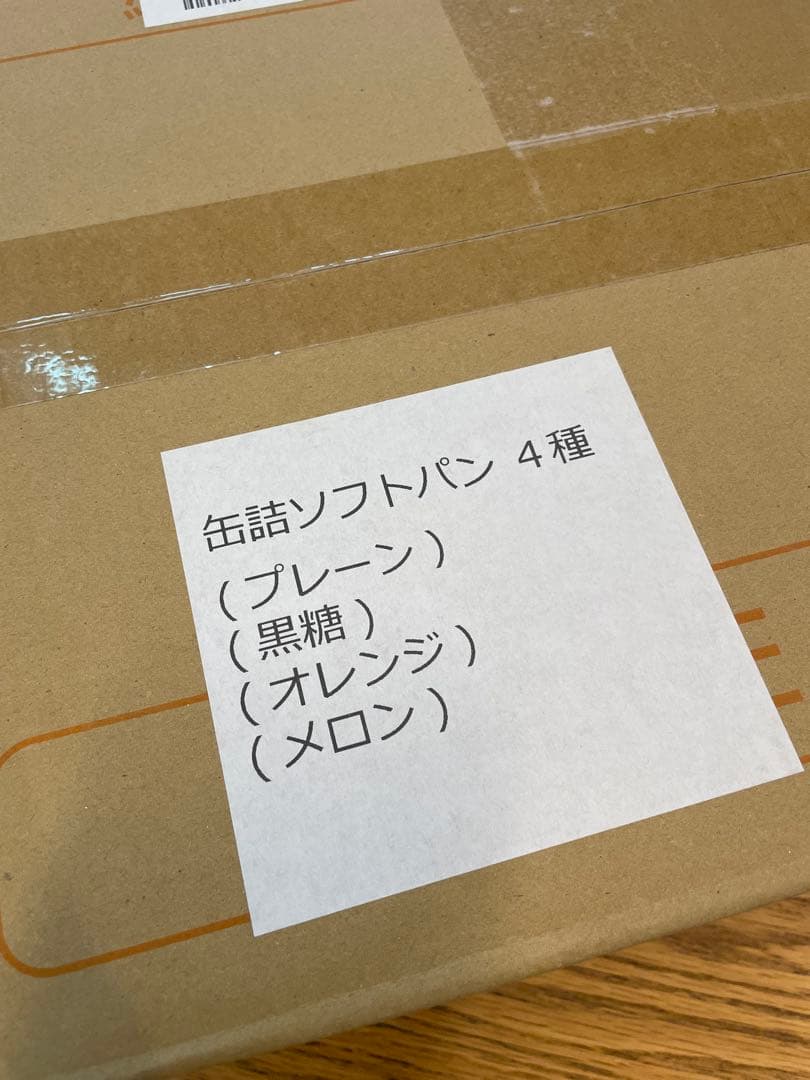 缶詰ソフトパン 4種
(プレーン)
(黒糖)
(オレンジ)
(メロン)